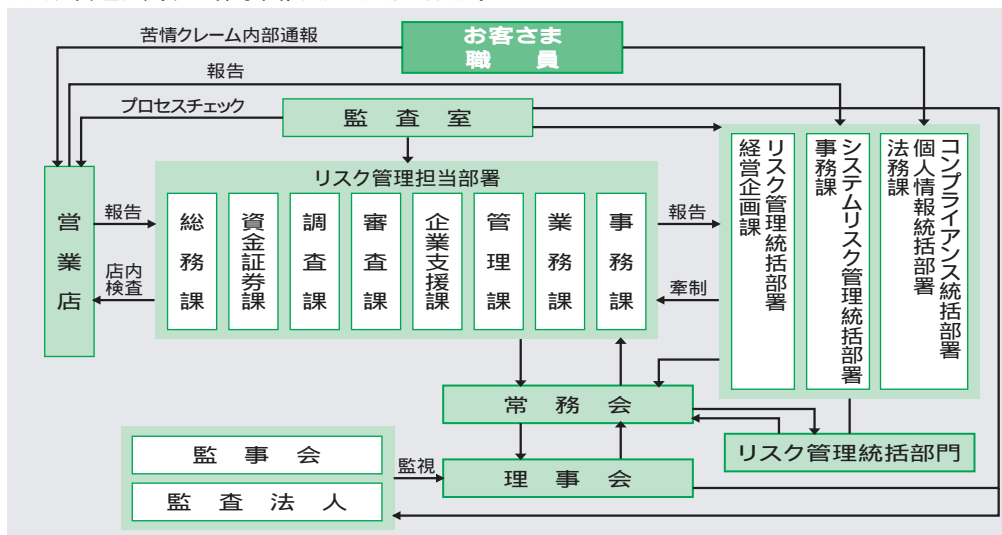 苦情クレーム内部通報
お客さま
職員
報告
プロセスチェック
監査室
リスク管理担当部署
営業店
報告
店内
検査
総務課
資金証券課
調査課
審査課
企業支援課
管理課
業務課
事務課
報告
牽制
リスク管理統括部署
経営企画課
システムリスク管理統括部署
事務課
コンプライアンス統括部署
個人情報統括部署
法務課
常務会
リスク管理統括部門
監事会
監視
理事会
監査法人